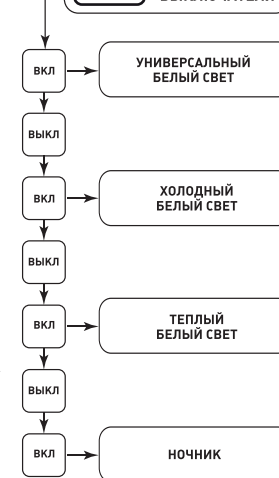 ВКЛ
УНИВЕРСАЛЬНЫЙ
БЕЛЫЙ СВЕТ
ВЫКЛ
ВКЛ
ХОЛОДНЫЙ
БЕЛЫЙ СВЕТ
ВЫКЛ
ВКЛ
ТЕПЛЫЙ
БЕЛЫЙ СВЕТ
ВЫКЛ
ВКЛ
НОЧНИК